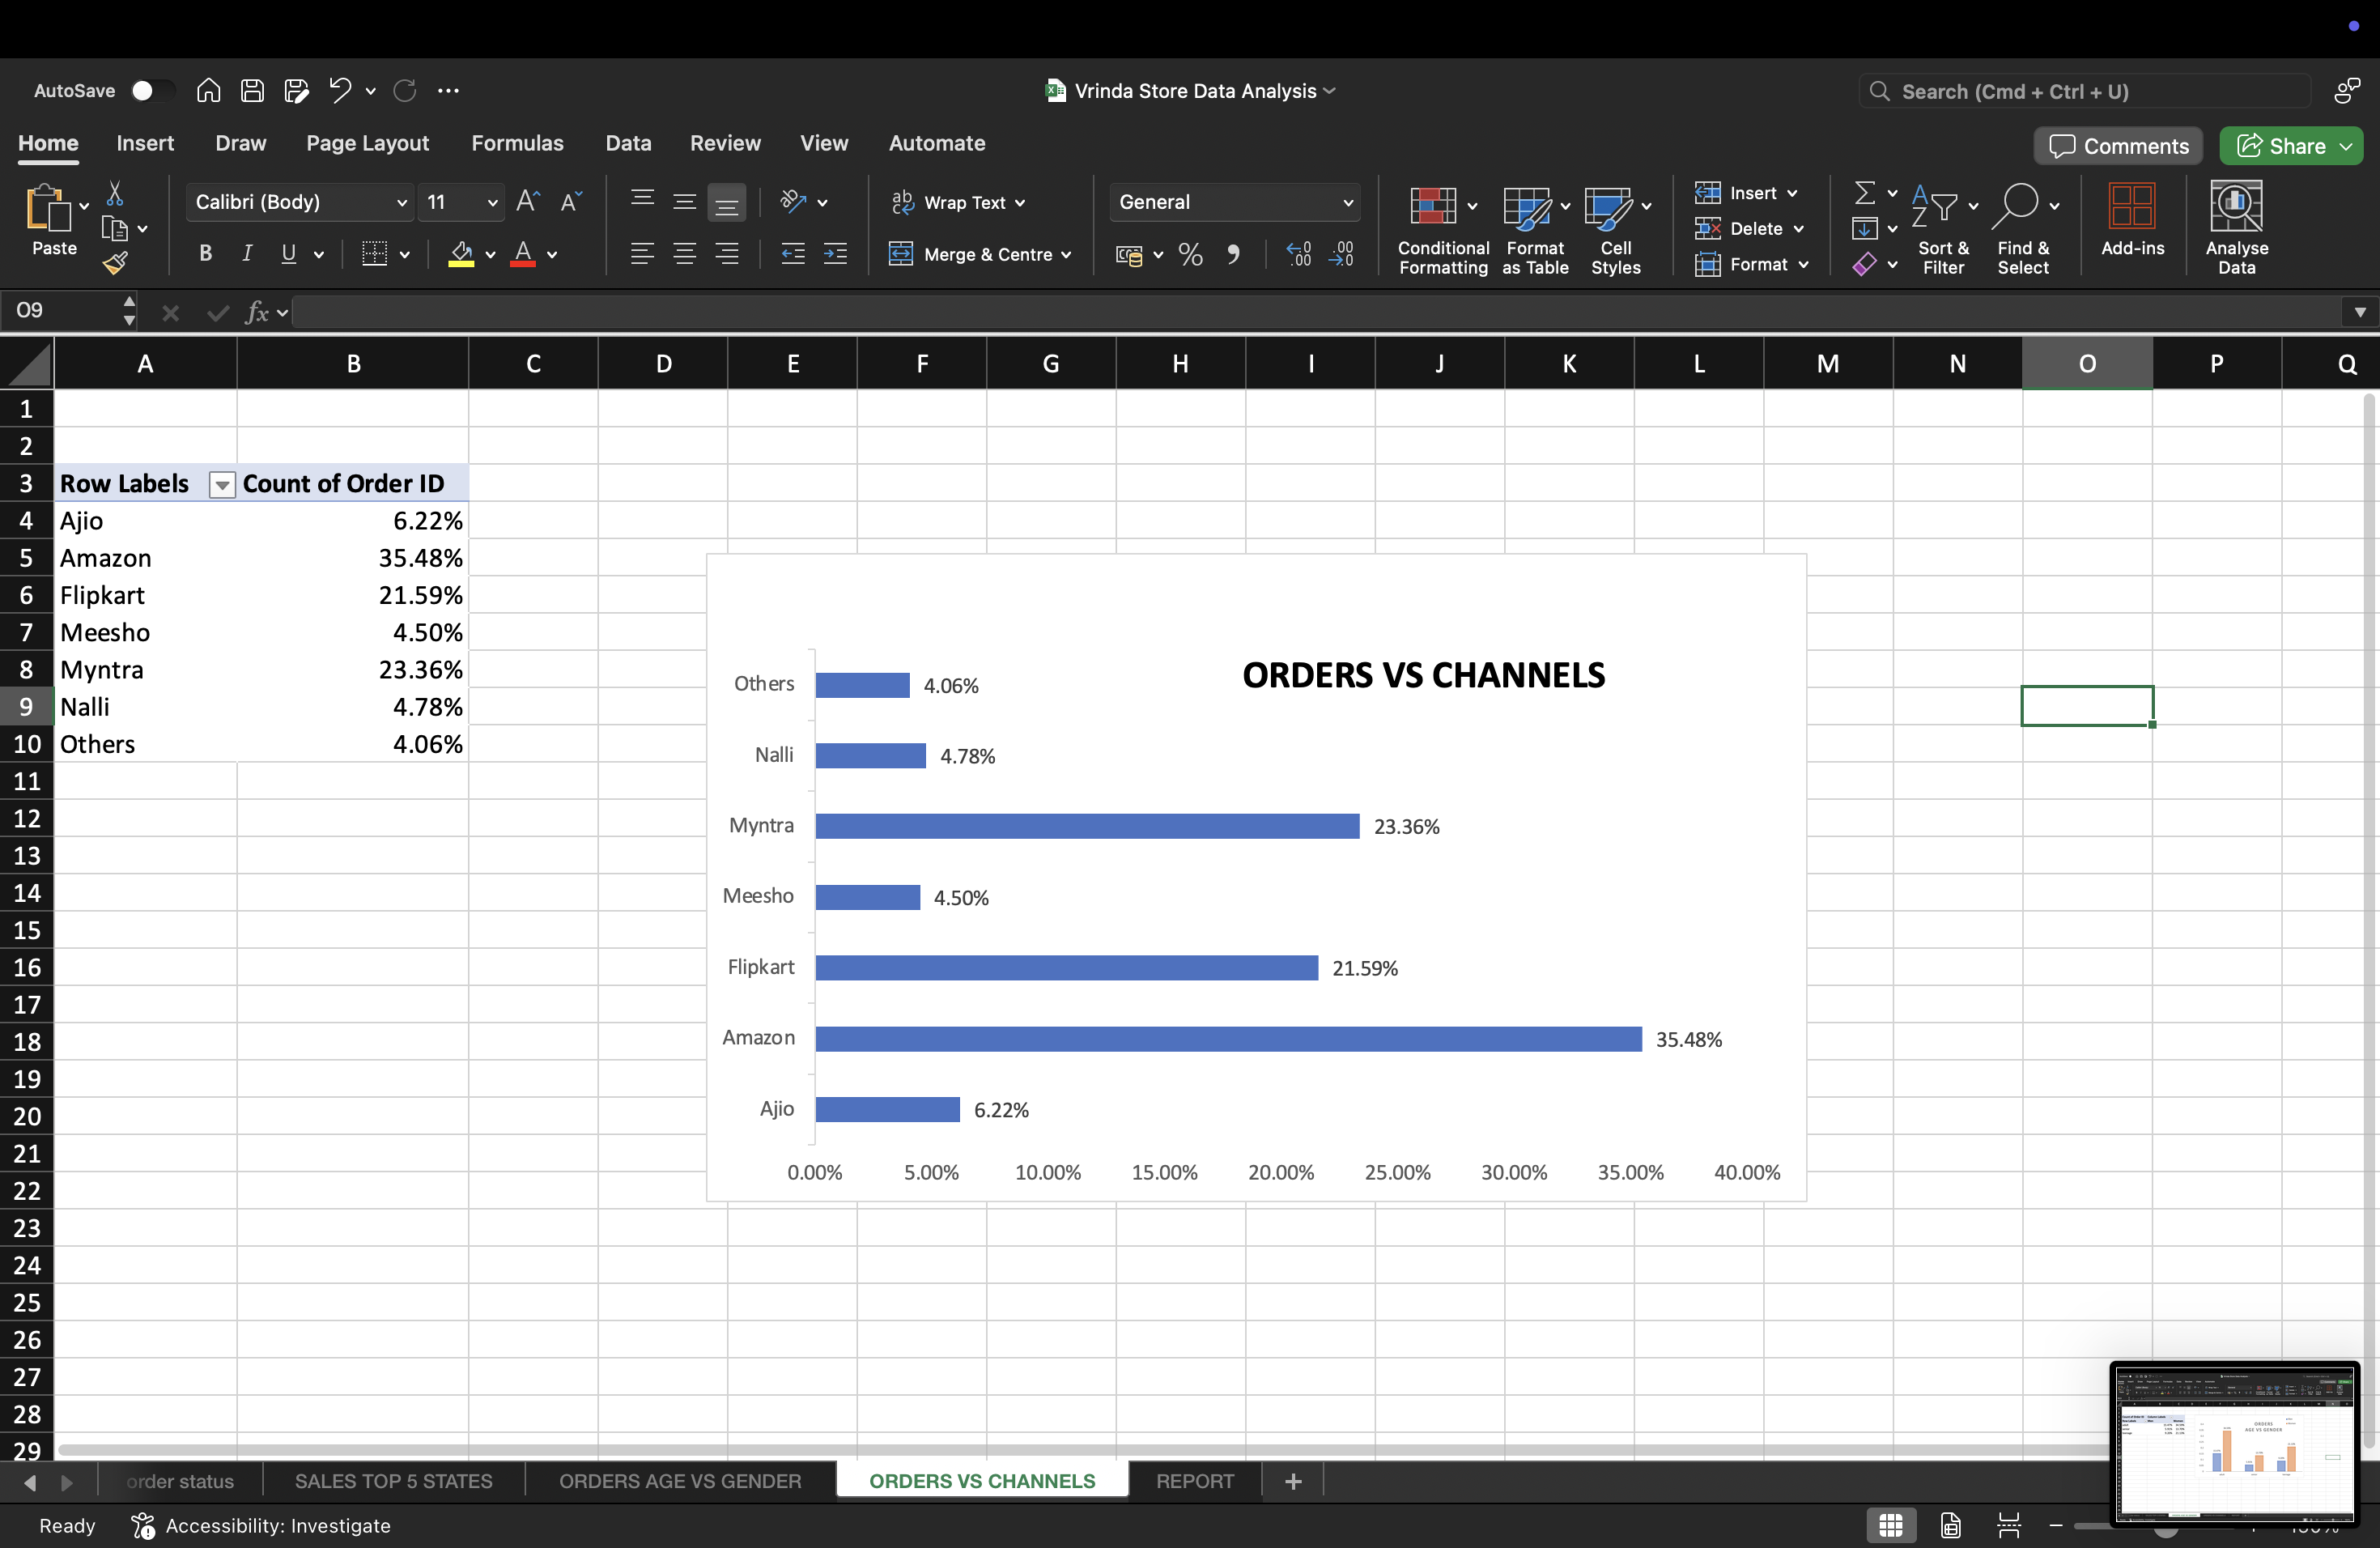 AutoSave
Vrinda Store Data Analysis
Search (Cmd + Ctrl + U)
Home Insert Draw Page Layout Formulas Data Review View Automate
Comments
Share
Paste
Calibri (Body) 11
B I U
Wrap Text
Merge & Centre
General
Conditional Formatting
Format as Table
Cell Styles
Insert
Delete
Format
Sort & Filter
Find & Select
Add-ins
Analyse Data
O9
fx
A B C D E F G H I J K L M N O P Q
1
2
3 Row Labels Count of Order ID
4 Ajio 6.22%
5 Amazon 35.48%
6 Flipkart 21.59%
7 Meesho 4.50%
8 Myntra 23.36%
9 Nalli 4.78%
10 Others 4.06%
11
12
13
14
15
16
17
18
19
20
21
22
23
24
25
26
27
28
29
ORDERS VS CHANNELS
Others 4.06%
Nalli 4.78%
Myntra 23.36%
Meesho 4.50%
Flipkart 21.59%
Amazon 35.48%
Ajio 6.22%
0.00% 5.00% 10.00% 15.00% 20.00% 25.00% 30.00% 35.00% 40.00%
order status SALES TOP 5 STATES ORDERS AGE VS GENDER ORDERS VS CHANNELS REPORT +
Ready Accessibility: Investigate
ORDERS
AGE VS GENDER